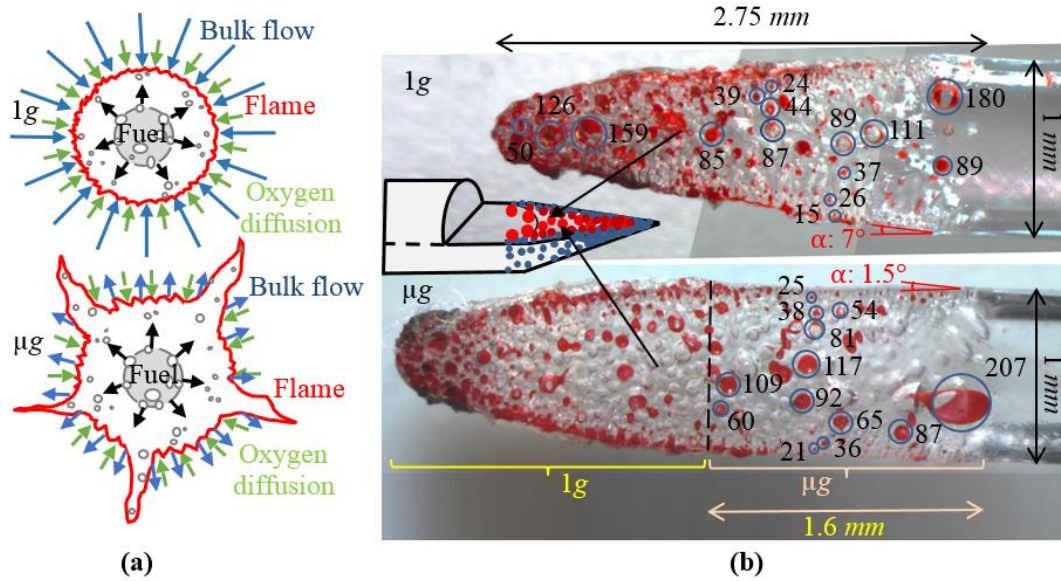 Bulk flow
1g
Flame
Fuel
Oxygen
diffusion
Bulk flow
µg
Fuel
Flame
Oxygen
diffusion
(a)
2.75 mm
1g
24
39
44
180
126
159
50
85
87
89
111
37
89
26
15
α: 7°
1 mm
µg
α: 1.5°
25
38
54
81
117
207
109
92
60
65
87
21
36
1 mm
1g
µg
1.6 mm
(b)